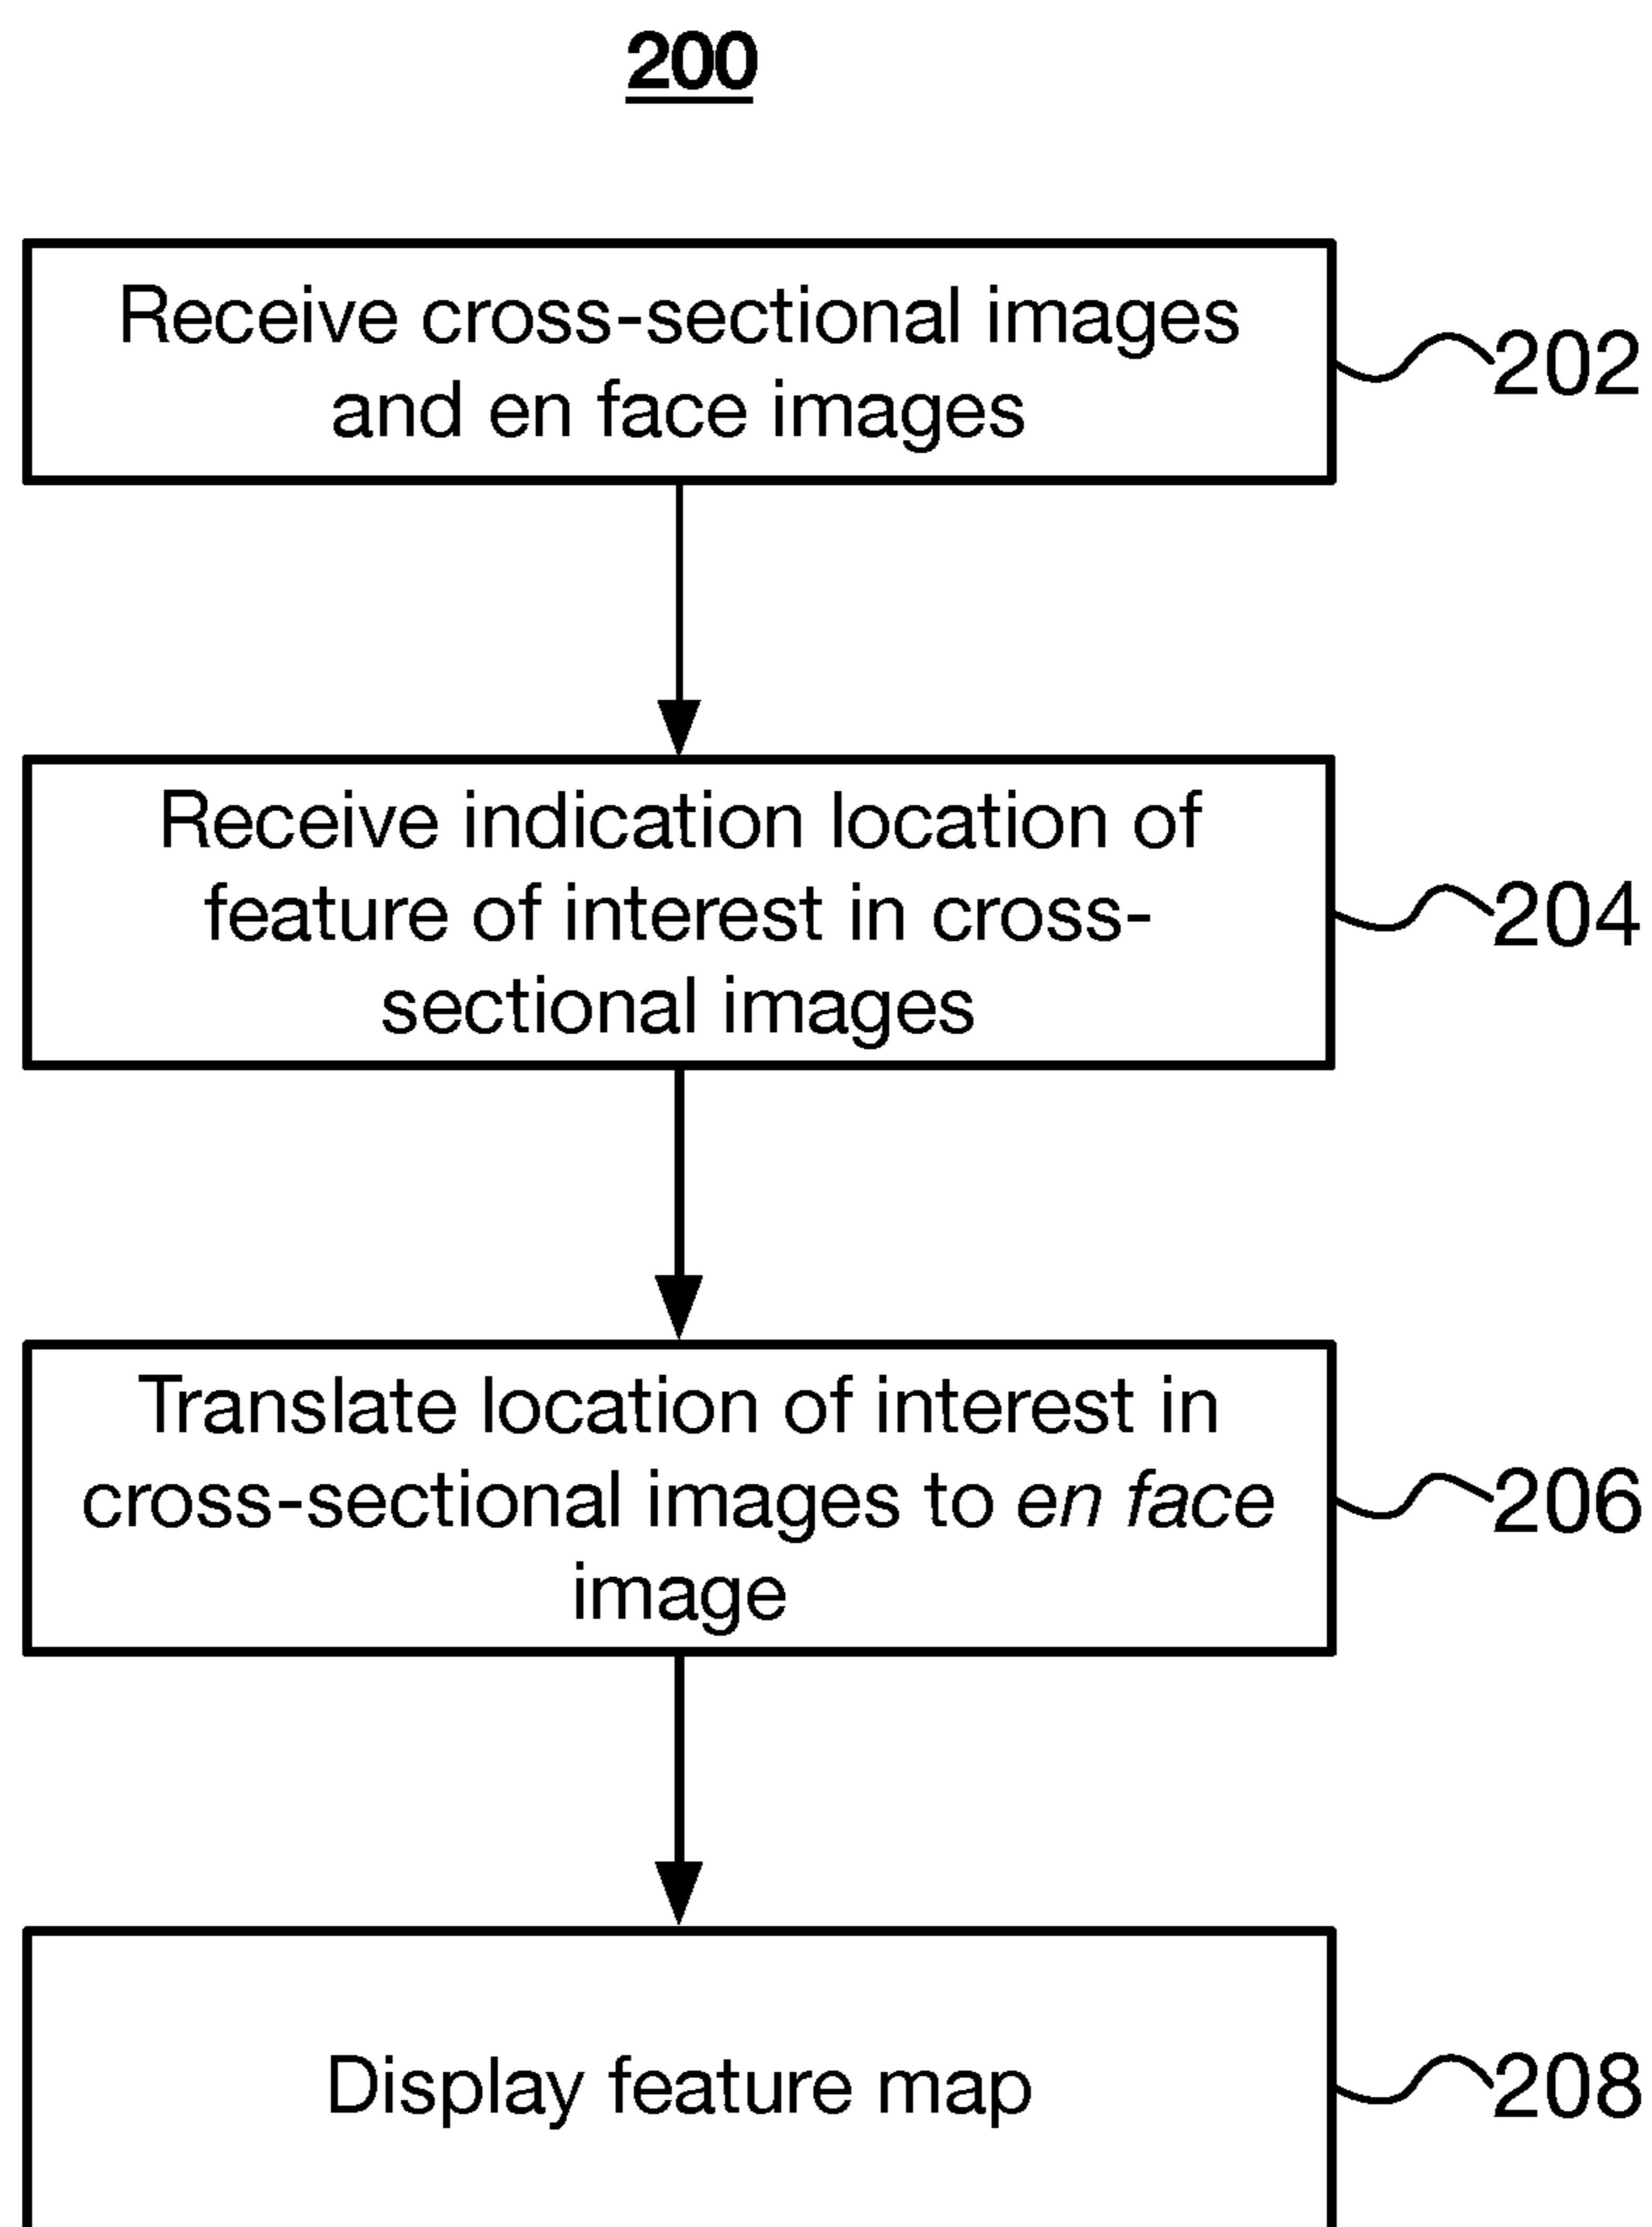 200
Receive cross-sectional images
and en face images
202
Receive indication location of
feature of interest in cross-
sectional images
204
Translate location of interest in
cross-sectional images to en face
image
206
Display feature map
208